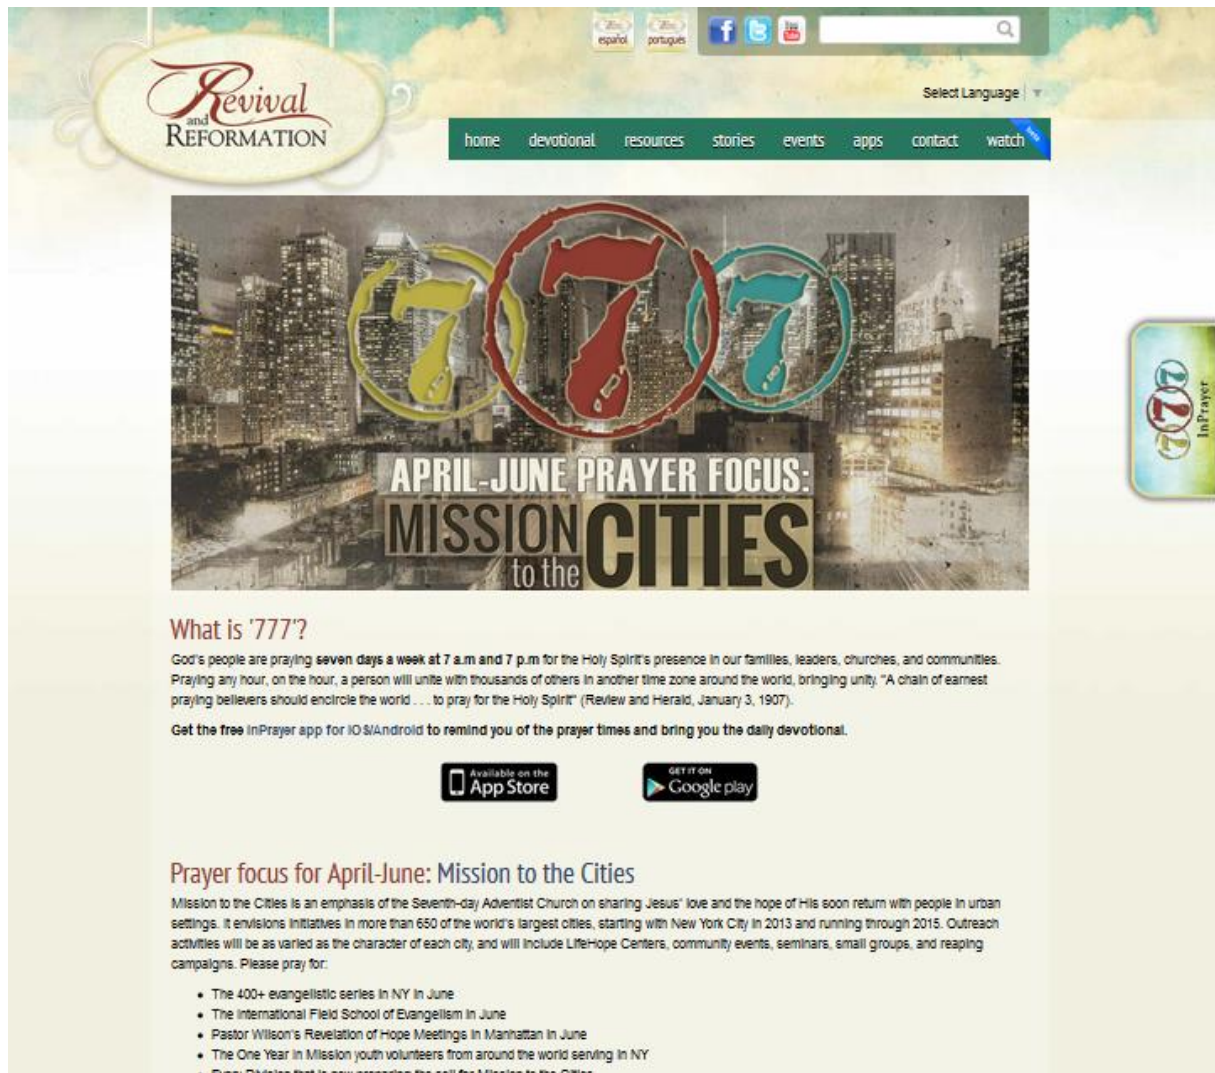 español
português
Select Language
Revival
and
REFORMATION
home devotional resources stories events apps contact watch
beta
777
APRIL-JUNE PRAYER FOCUS:
MISSION
to the CITIES
777
InPrayer
What is '777'?
God's people are praying seven days a week at 7 a.m and 7 p.m for the Holy Spirit's presence in our families, leaders, churches, and communities.
Praying any hour, on the hour, a person will unite with thousands of others in another time zone around the world, bringing unity. "A chain of earnest
praying believers should encircle the world . . . to pray for the Holy Spirit" (Review and Herald, January 3, 1907).
Get the free InPrayer app for iOS/Android to remind you of the prayer times and bring you the daily devotional.
Available on the
App Store
GET IT ON
Google play
Prayer focus for April-June: Mission to the Cities
Mission to the Cities is an emphasis of the Seventh-day Adventist Church on sharing Jesus' love and the hope of His soon return with people in urban
settings. It envisions initiatives in more than 650 of the world's largest cities, starting with New York City in 2013 and running through 2015. Outreach
activities will be as varied as the character of each city, and will include LifeHope Centers, community events, seminars, small groups, and reaping
campaigns. Please pray for:
• The 400+ evangelistic series in NY in June
• The International Field School of Evangelism in June
• Pastor Wilson's Revelation of Hope Meetings in Manhattan in June
• The One Year in Mission youth volunteers from around the world serving in NY